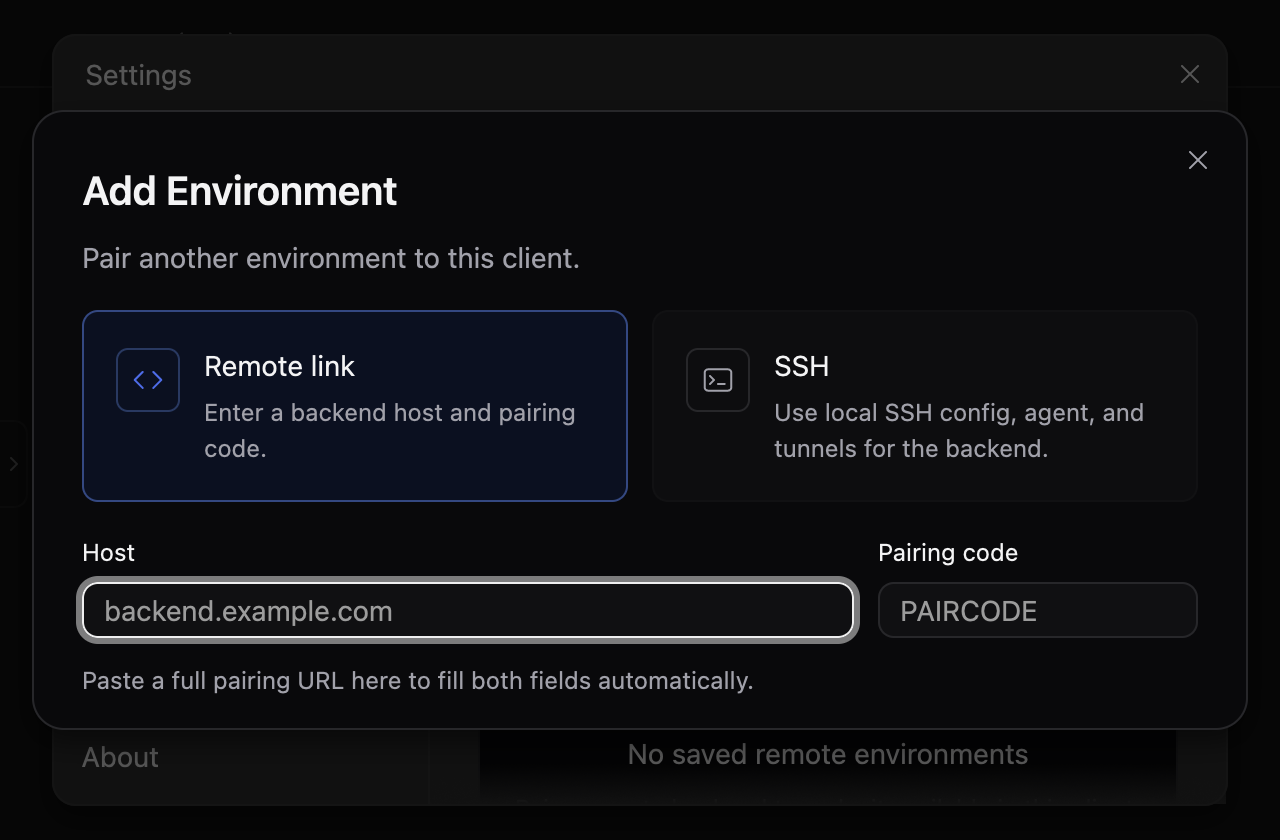 Settings
Add Environment
Pair another environment to this client.
Remote link
Enter a backend host and pairing
code.
SSH
Use local SSH config, agent, and
tunnels for the backend.
Host
Pairing code
backend.example.com
PAIRCODE
Paste a full pairing URL here to fill both fields automatically.
About
No saved remote environments